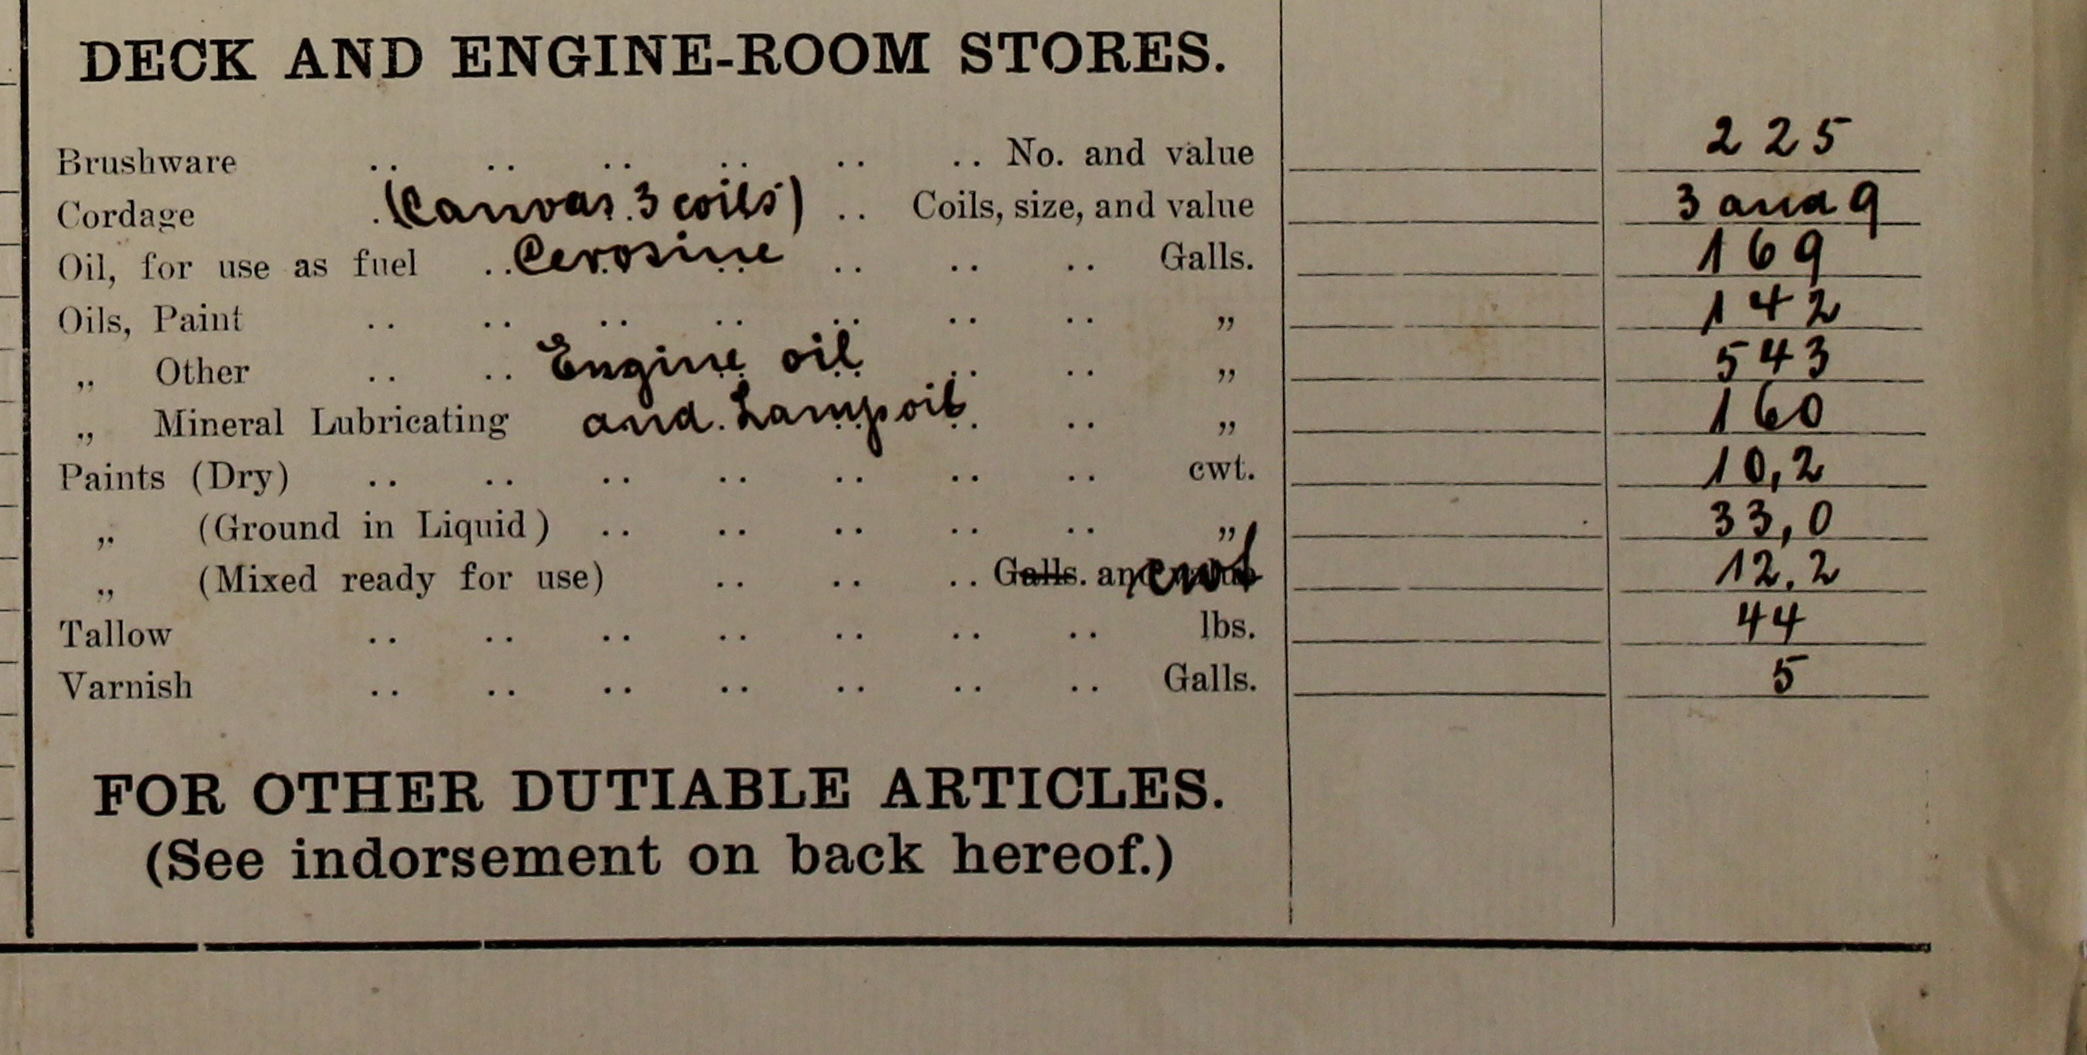 DECK AND ENGINE-ROOM STORES.
Brushware .. .. .. .. .. .. No. and value 225
Cordage .(Canvas 3 coils) .. Coils, size, and value 3 and 9
Oil, for use as fuel .. Cerosine .. .. .. Galls. 169
Oils, Paint .. .. .. .. .. .. .. „ 142
„ Other .. .. Engine oil .. .. „ 543
„ Mineral Lubricating and Lampoil .. „ 160
Paints (Dry) .. .. .. .. .. .. .. cwt. 10,2
„ (Ground in Liquid) .. .. .. .. .. „ 33,0
„ (Mixed ready for use) .. .. .. Galls. and cwt 12.2
Tallow .. .. .. .. .. .. .. lbs. 44
Varnish .. .. .. .. .. .. .. Galls. 5
FOR OTHER DUTIABLE ARTICLES.
(See indorsement on back hereof.)